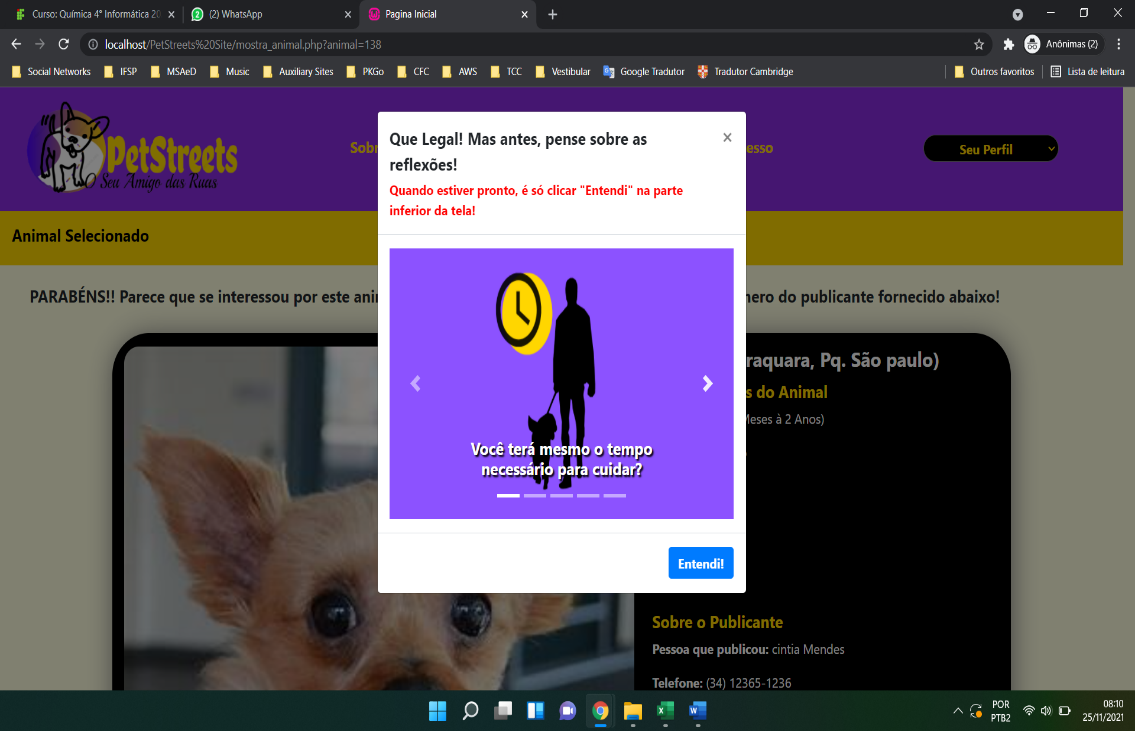 Curso: Química 4° Informática 20
(2) WhatsApp
Pagina Inicial
localhost/PetStreets%20Site/mostra_animal.php?animal=138
Anônimas (2)
Social Networks
IFSP
MSAeD
Music
Auxiliary Sites
PKGo
CFC
AWS
TCC
Vestibular
Google Tradutor
Tradutor Cambridge
Outros favoritos
Lista de leitura
PetStreets
O Seu Amigo das Ruas
Seu Perfil
Animal Selecionado
PARABÉNS!! Parece que se interessou por este
publicante fornecido abaixo!
Que Legal! Mas antes, pense sobre as
reflexões!
Quando estiver pronto, é só clicar "Entendi" na parte
inferior da tela!
Você terá mesmo o tempo
necessário para cuidar?
Entendi!
Pq. São paulo)
do Animal
à 2 Anos)
Sobre o Publicante
Pessoa que publicou: cintia Mendes
Telefone: (34) 12365-1236
POR
PTB2
08:10
25/11/2021